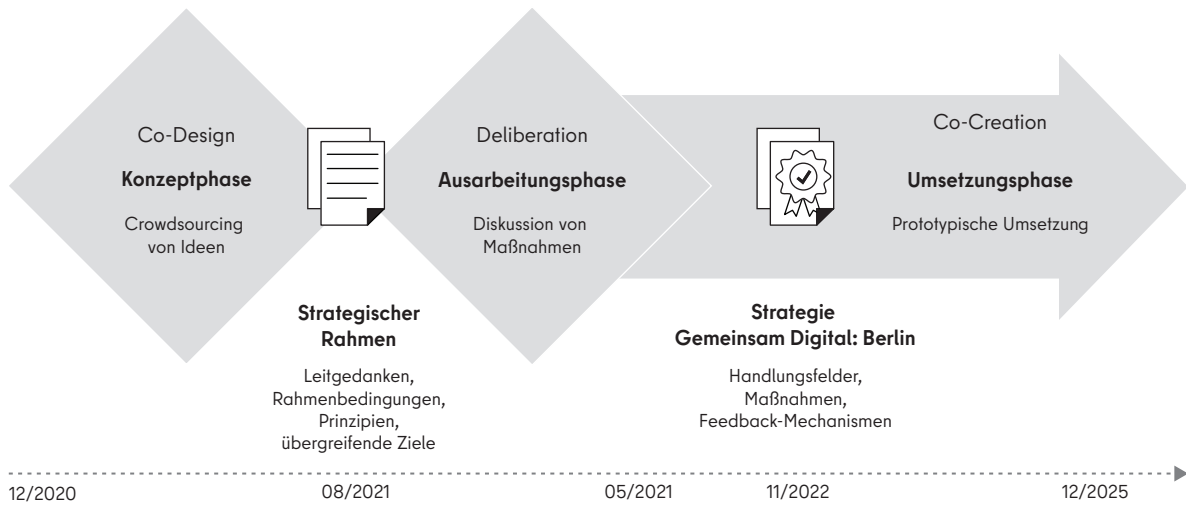 Co-Design
Konzeptphase
Crowdsourcing
von Ideen
Strategischer
Rahmen
Leitgedanken,
Rahmenbedingungen,
Prinzipien,
übergreifende Ziele
Deliberation
Ausarbeitungsphase
Diskussion von
Maßnahmen
Strategie
Gemeinsam Digital: Berlin
Handlungsfelder,
Maßnahmen,
Feedback-Mechanismen
Co-Creation
Umsetzungsphase
Prototypische Umsetzung
12/2020
08/2021
05/2021
11/2022
12/2025